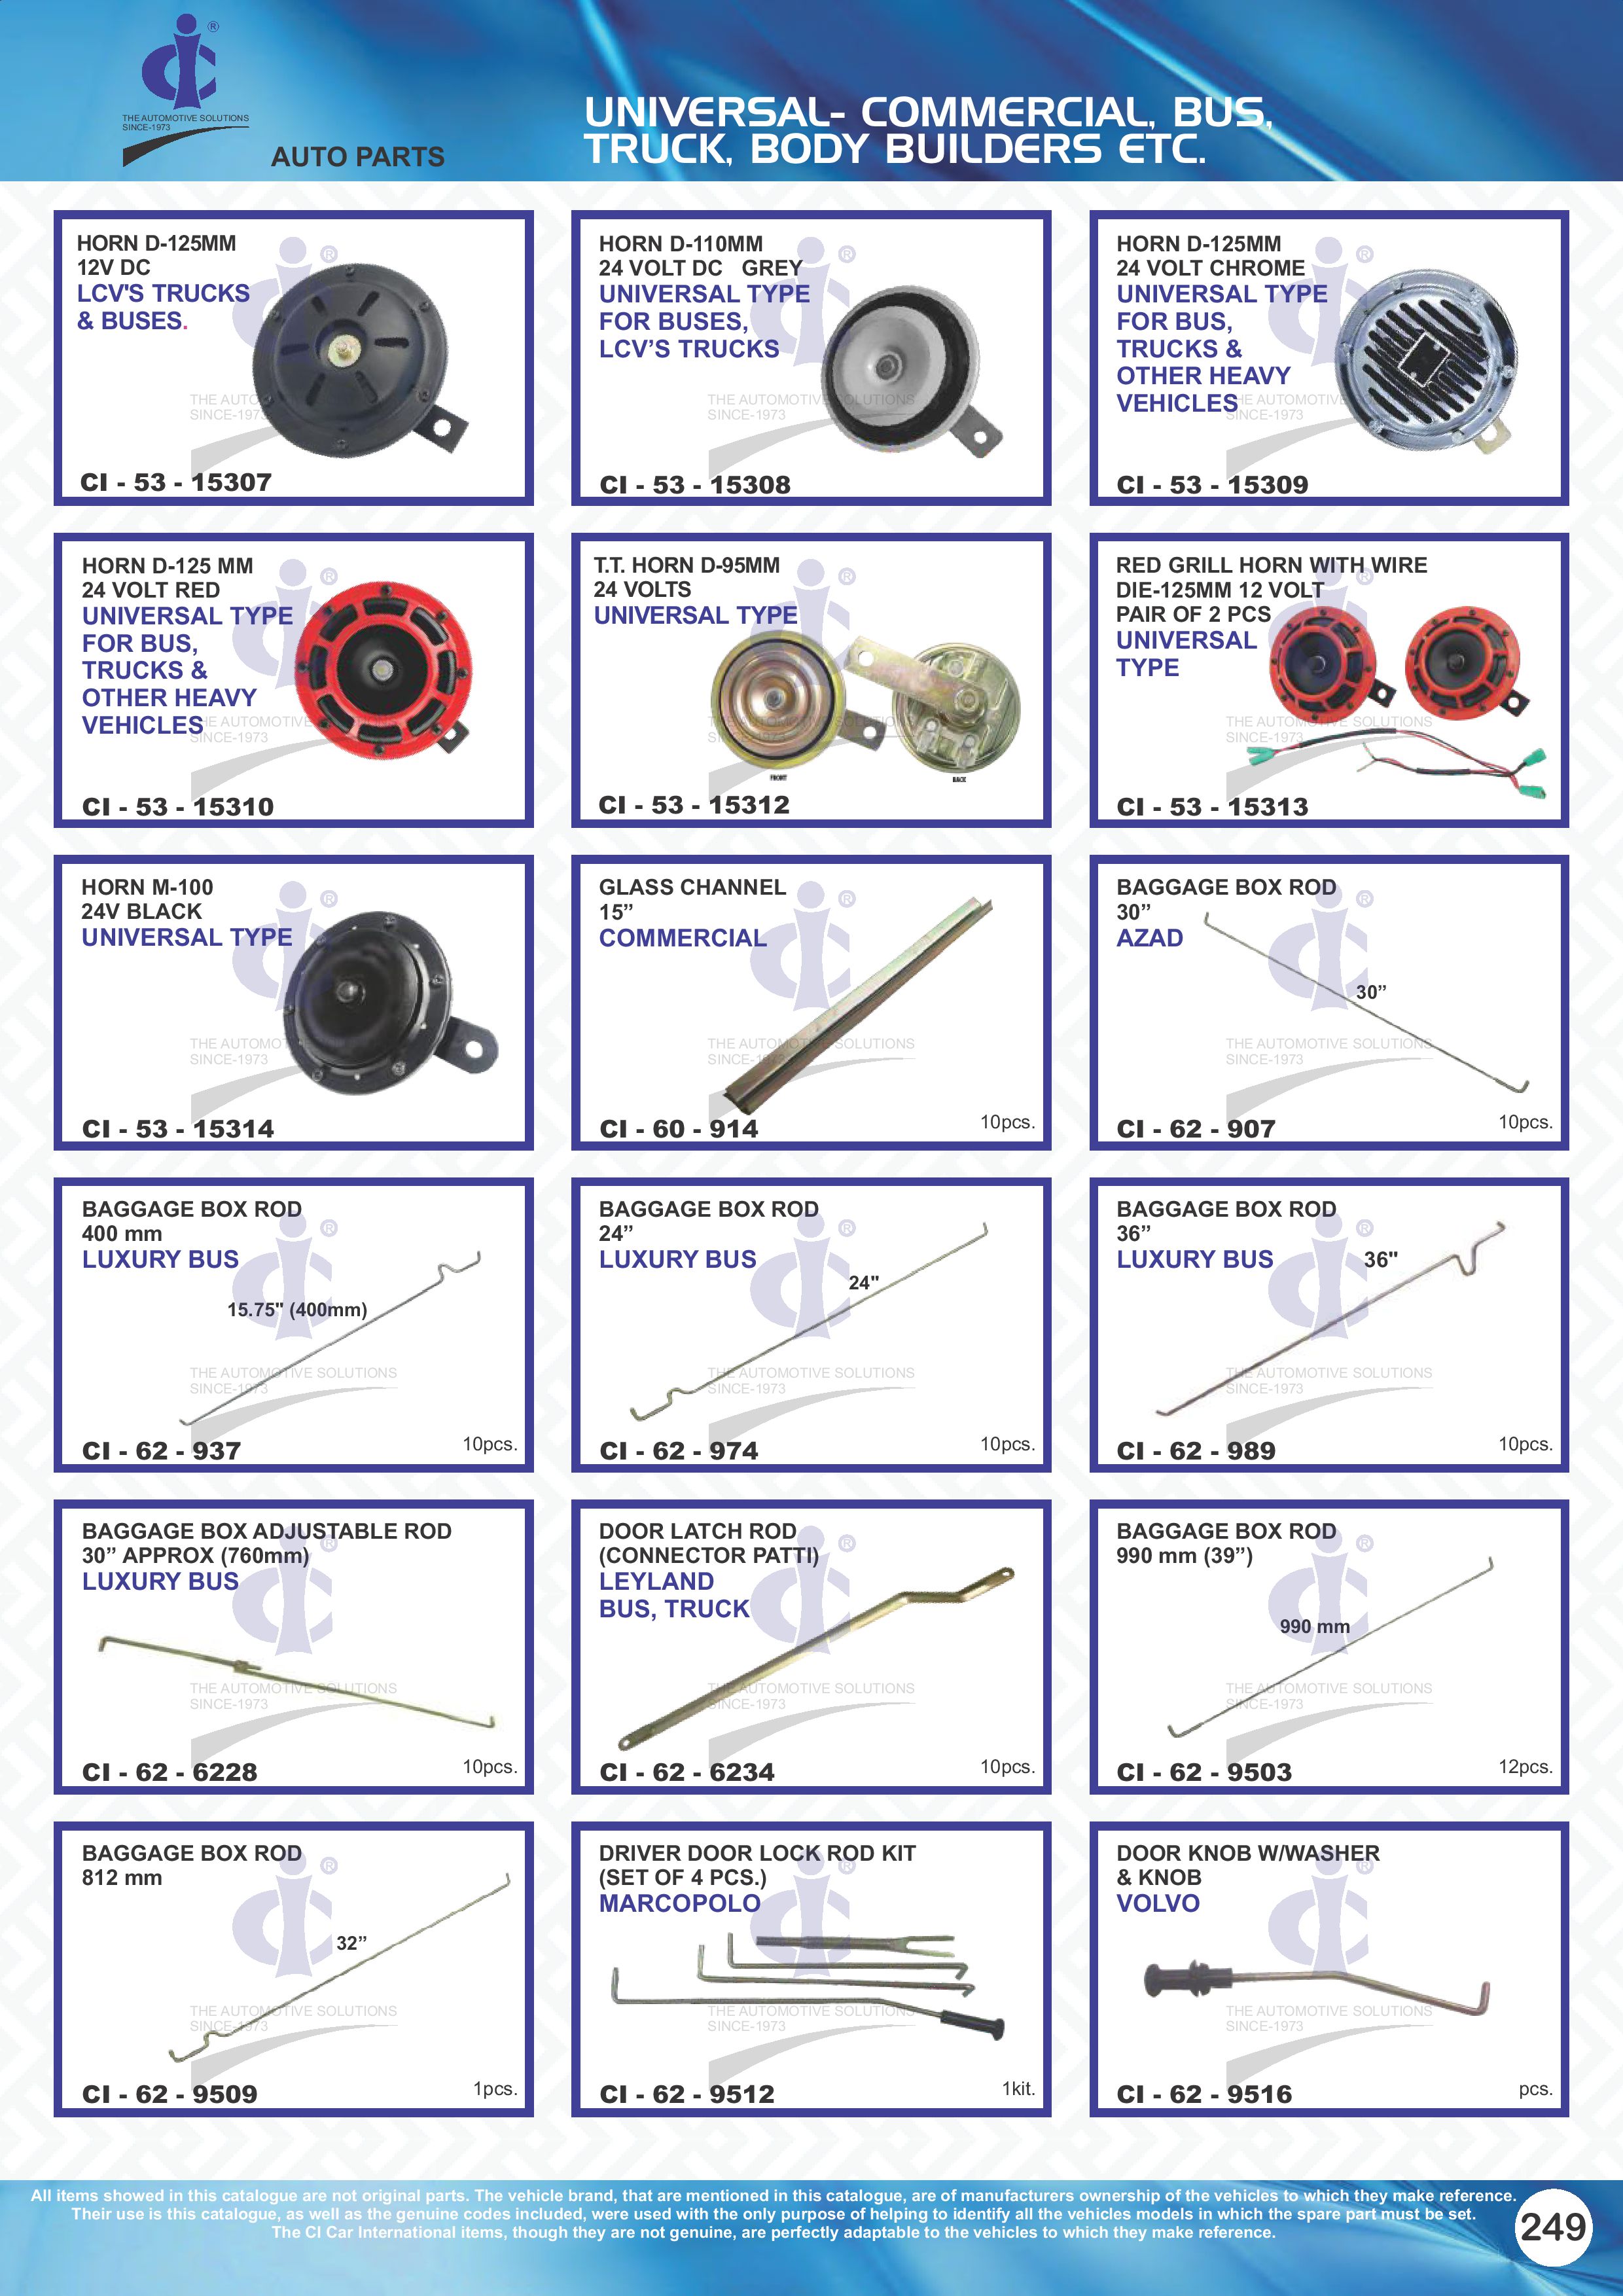 ®
THE AUTOMOTIVE SOLUTIONS
SINCE-1973
AUTO PARTS
UNIVERSAL- COMMERCIAL, BUS,
TRUCK, BODY BUILDERS ETC.
HORN D-125MM
12V DC
LCV'S TRUCKS
& BUSES.
CI - 53 - 15307
HORN D-110MM
24 VOLT DC GREY
UNIVERSAL TYPE
FOR BUSES,
LCV’S TRUCKS
CI - 53 - 15308
HORN D-125MM
24 VOLT CHROME
UNIVERSAL TYPE
FOR BUS,
TRUCKS &
OTHER HEAVY
VEHICLES
CI - 53 - 15309
HORN D-125 MM
24 VOLT RED
UNIVERSAL TYPE
FOR BUS,
TRUCKS &
OTHER HEAVY
VEHICLES
CI - 53 - 15310
T.T. HORN D-95MM
24 VOLTS
UNIVERSAL TYPE
FRONT
BACK
CI - 53 - 15312
RED GRILL HORN WITH WIRE
DIE-125MM 12 VOLT
PAIR OF 2 PCS
UNIVERSAL
TYPE
CI - 53 - 15313
HORN M-100
24V BLACK
UNIVERSAL TYPE
CI - 53 - 15314
GLASS CHANNEL
15”
COMMERCIAL
CI - 60 - 914
10pcs.
BAGGAGE BOX ROD
30”
AZAD
30”
CI - 62 - 907
10pcs.
BAGGAGE BOX ROD
400 mm
LUXURY BUS
15.75" (400mm)
CI - 62 - 937
10pcs.
BAGGAGE BOX ROD
24”
LUXURY BUS
24"
CI - 62 - 974
10pcs.
BAGGAGE BOX ROD
36”
LUXURY BUS
36"
CI - 62 - 989
10pcs.
BAGGAGE BOX ADJUSTABLE ROD
30” APPROX (760mm)
LUXURY BUS
CI - 62 - 6228
10pcs.
DOOR LATCH ROD
(CONNECTOR PATTI)
LEYLAND
BUS, TRUCK
CI - 62 - 6234
10pcs.
BAGGAGE BOX ROD
990 mm (39”)
990 mm
CI - 62 - 9503
12pcs.
BAGGAGE BOX ROD
812 mm
32”
CI - 62 - 9509
1pcs.
DRIVER DOOR LOCK ROD KIT
(SET OF 4 PCS.)
MARCOPOLO
CI - 62 - 9512
1kit.
DOOR KNOB W/WASHER
& KNOB
VOLVO
CI - 62 - 9516
pcs.
All items showed in this catalogue are not original parts. The vehicle brand, that are mentioned in this catalogue, are of manufacturers ownership of the vehicles to which they make reference.
Their use is this catalogue, as well as the genuine codes included, were used with the only purpose of helping to identify all the vehicles models in which the spare part must be set.
The CI Car International items, though they are not genuine, are perfectly adaptable to the vehicles to which they make reference.
249